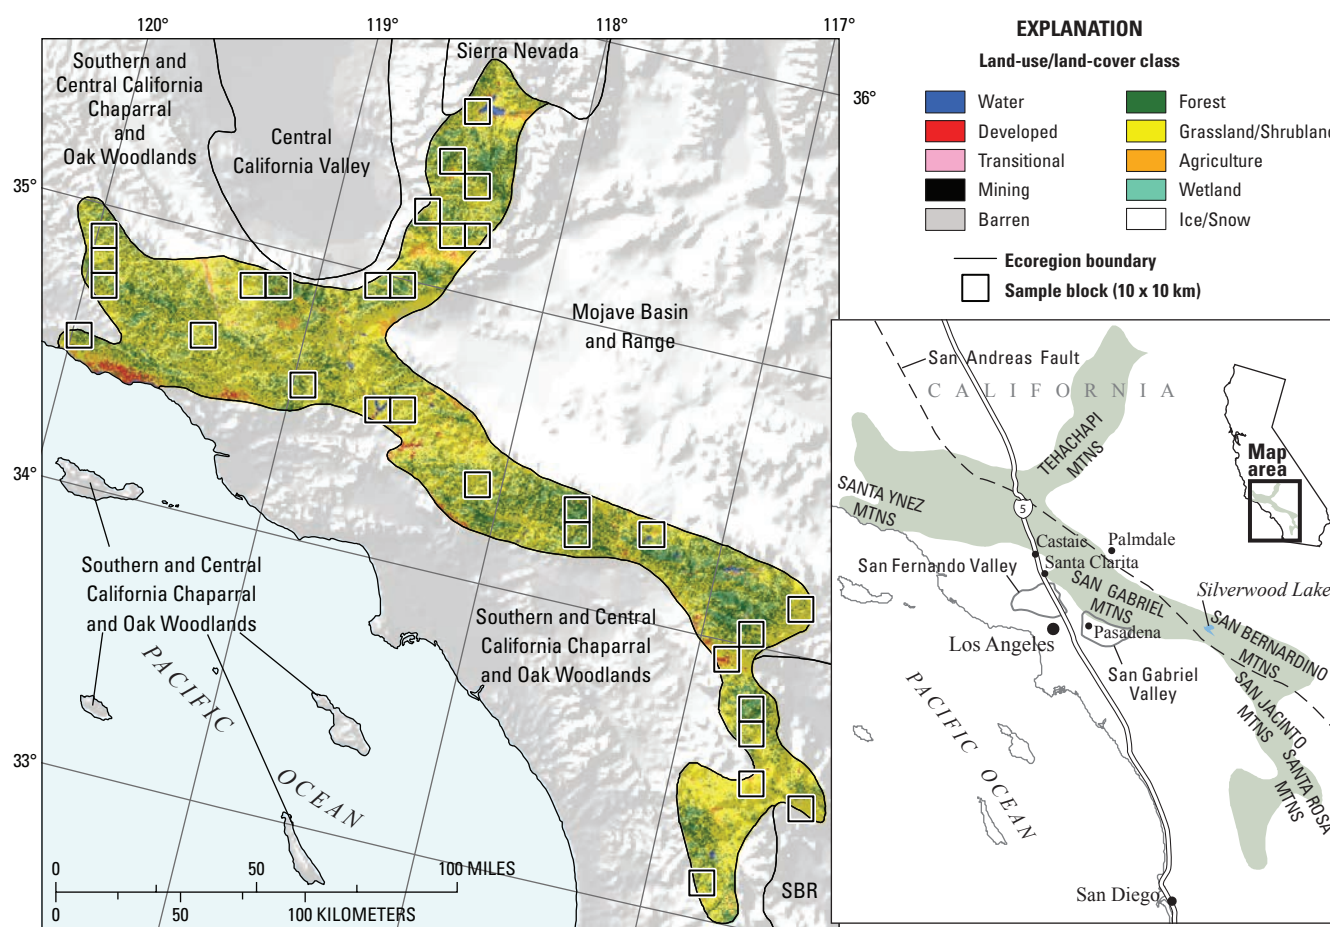 120°
119°
118°
117°
36°
35°
34°
33°
Southern and
Central California
Chaparral
and
Oak Woodlands
Central
California Valley
Sierra Nevada
Mojave Basin
and Range
Southern and Central
California Chaparral
and Oak Woodlands
Southern and Central
California Chaparral
and Oak Woodlands
PACIFIC
OCEAN
SBR
0 50 100 MILES
0 50 100 KILOMETERS
EXPLANATION
Land-use/land-cover class
Water
Developed
Transitional
Mining
Barren
Forest
Grassland/Shrubland
Agriculture
Wetland
Ice/Snow
Ecoregion boundary
Sample block (10 x 10 km)
San Andreas Fault
CALIFORNIA
TEHACHAPI
MTNS
Map
area
SANTA YNEZ
MTNS
5
Castaic
Palmdale
San Fernando Valley
Santa Clarita
Silverwood Lake
SAN GABRIEL
MTNS
SAN BERNARDINO
MTNS
Los Angeles
Pasadena
San Gabriel
Valley
SAN JACINTO
MTNS
SANTA ROSA
MTNS
PACIFIC OCEAN
San Diego